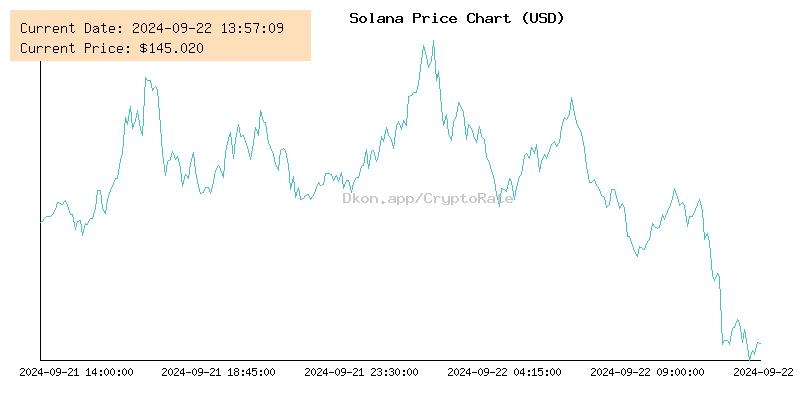 Solana Price Chart (USD)
Current Date: 2024-09-22 13:57:09
Current Price: $145.020
Dkon.app/CryptoRate
2024-09-21 14:00:00 2024-09-21 18:45:00 2024-09-21 23:30:00 2024-09-22 04:15:00 2024-09-22 09:00:00 2024-09-22